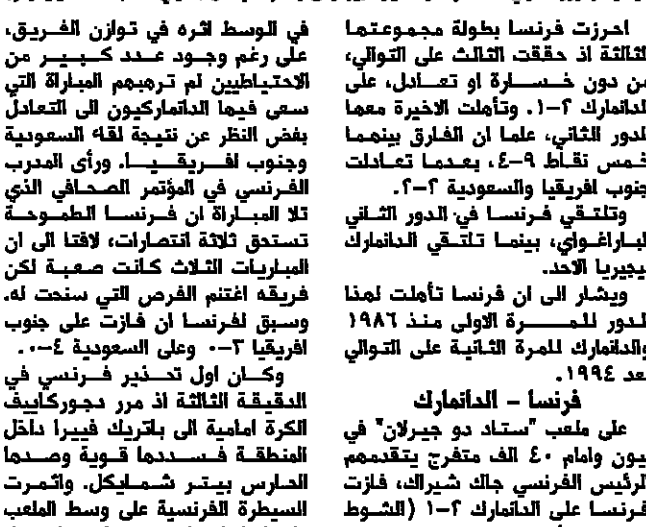 احرزت فرنسا بطولة مجموعتها
الثالثة اذ حققت الثالث على التوالي،
من دون خسارة او تعادل، على
الدانمارك ٢-١. وتأهلت الاخيرة معها
للدور الثاني، علما ان الفارق بينهما
خمس نقاط ٩-٤، بعدما تعادلت
جنوب افريقيا والسعودية ٢-٢.
وتلتقي فرنسا في الدور الثاني
الباراغواي، بينما تلتقي الدانمارك
نيجيريا الاحد.
ويشار الى ان فرنسا تأهلت لهذا
الدور للمرة الاولى منذ ١٩٨٦
والدانمارك للمرة الثانية على التوالي
بعد ١٩٩٤.
فرنسا - الدانمارك
على ملعب "ستاد دو جيرلان" في
ليون وامام ٤٠ الف متفرج يتقدمهم
الرئيس الفرنسي جاك شيراك، فازت
فرنسا على الدانمارك ٢-١ (الشوط
في الوسط اثره في توازن الفريق،
على رغم وجود عدد كبير من
الاحتياطيين لم ترهبهم المباراة التي
سعى فيها الدانماركيون الى التعادل
بغض النظر عن نتيجة لقاء السعودية
وجنوب افريقيا. ورأى المدرب
الفرنسي في المؤتمر الصحافي الذي
تلا المباراة ان فرنسا الطموحة
تستحق ثلاثة انتصارات، لافتا الى ان
المباريات الثلاث كانت صعبة لكن
فريقه اغتنم الفرص التي سنحت له.
وسبق لفرنسا ان فازت على جنوب
افريقيا ٣-٠ وعلى السعودية ٤-٠.
وكان اول تحذير فرنسي في
الدقيقة الثالثة اذ مرر دجوركاييف
الكرة امامية الى باتريك فييرا داخل
المنطقة فسددها قوية وصدها
الحارس بيتر شمايكل. واثمرت
السيطرة الفرنسية على وسط الملعب